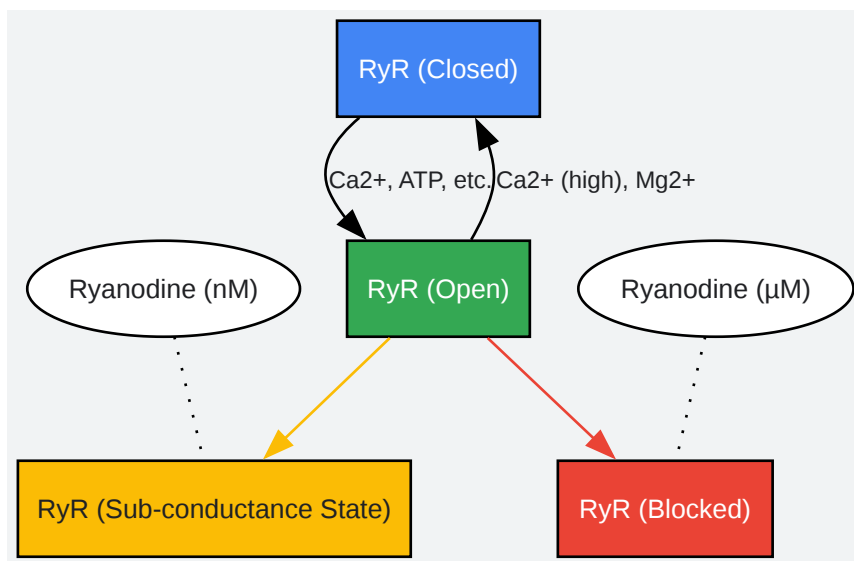 RyR (Closed)
Ca2+, ATP, etc.
Ca2+ (high), Mg2+
Ryanodine (nM)
RyR (Open)
Ryanodine (µM)
RyR (Sub-conductance State)
RyR (Blocked)